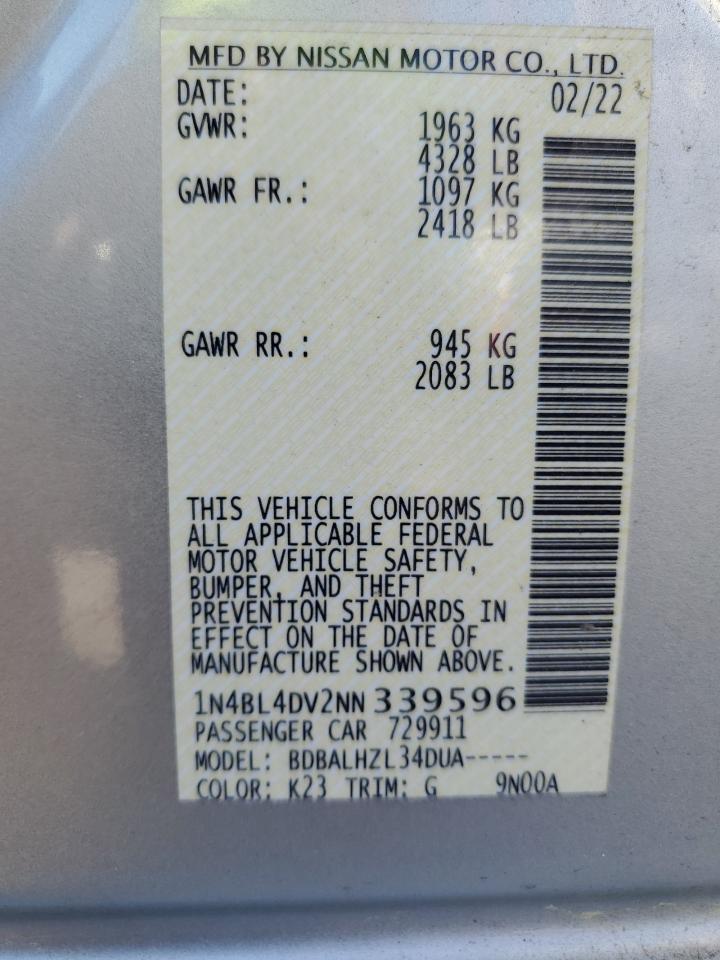 MFD BY NISSAN MOTOR CO., LTD.
DATE: 02/22
GVWR: 1963 KG
4328 LB
GAWR FR.: 1097 KG
2418 LB
GAWR RR.: 945 KG
2083 LB
THIS VEHICLE CONFORMS TO
ALL APPLICABLE FEDERAL
MOTOR VEHICLE SAFETY,
BUMPER, AND THEFT
PREVENTION STANDARDS IN
EFFECT ON THE DATE OF
MANUFACTURE SHOWN ABOVE.
1N4BL4DV2NN339596
PASSENGER CAR 729911
MODEL: BDBALHZL34DUA-----
COLOR: K23 TRIM: G 9N00A